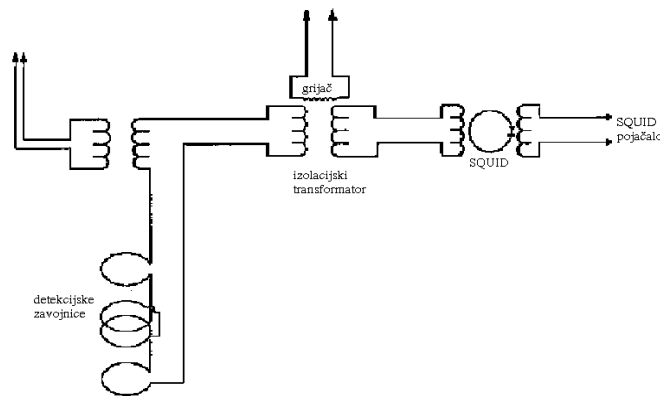 grijač
izolacijski
transformator
SQUID
SQUID
pojačalo
detekcijske
zavojnice